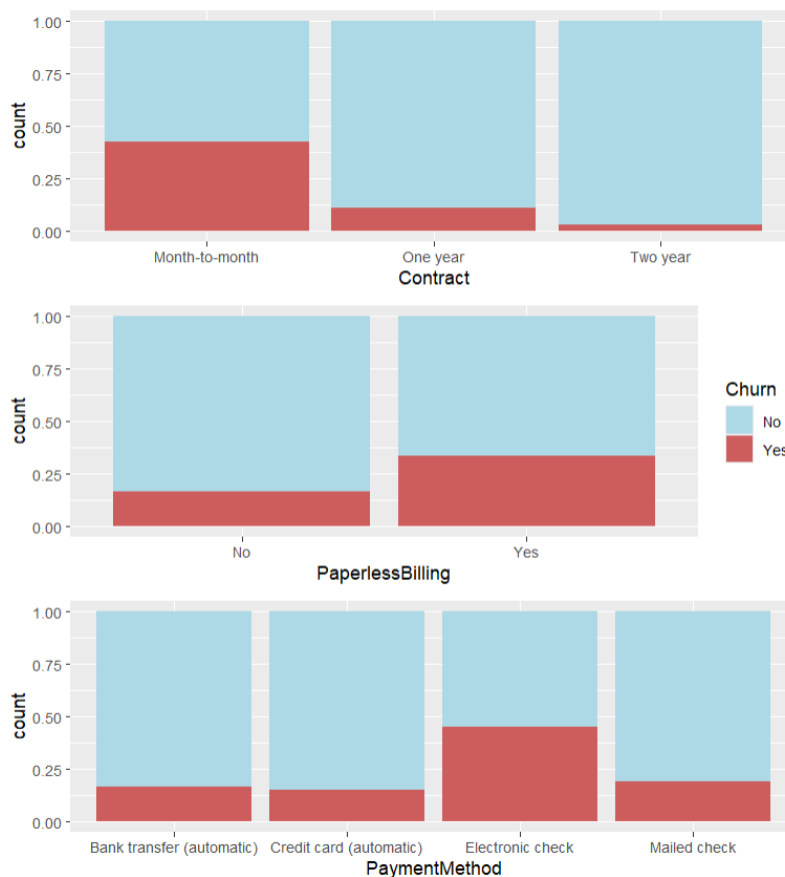 1.00
0.75
0.50
0.25
0.00
count
Month-to-month One year Two year
Contract
1.00
0.75
0.50
0.25
0.00
count
No Yes
PaperlessBilling
Churn
No
Yes
1.00
0.75
0.50
0.25
0.00
count
Bank transfer (automatic) Credit card (automatic) Electronic check Mailed check
PaymentMethod